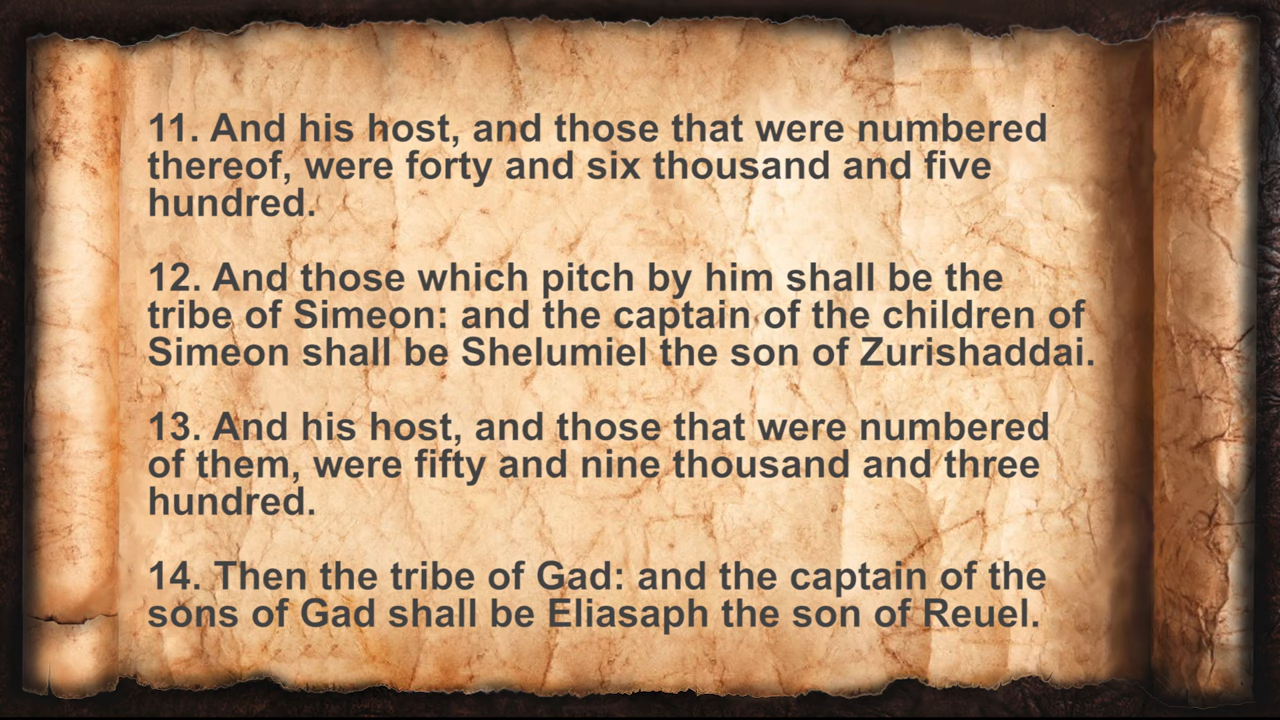 11. And his host, and those that were numbered
thereof, were forty and six thousand and five
hundred.
12. And those which pitch by him shall be the
tribe of Simeon: and the captain of the children of
Simeon shall be Shelumiel the son of Zurishaddai.
13. And his host, and those that were numbered
of them, were fifty and nine thousand and three
hundred.
14. Then the tribe of Gad: and the captain of the
sons of Gad shall be Eliasaph the son of Reuel.